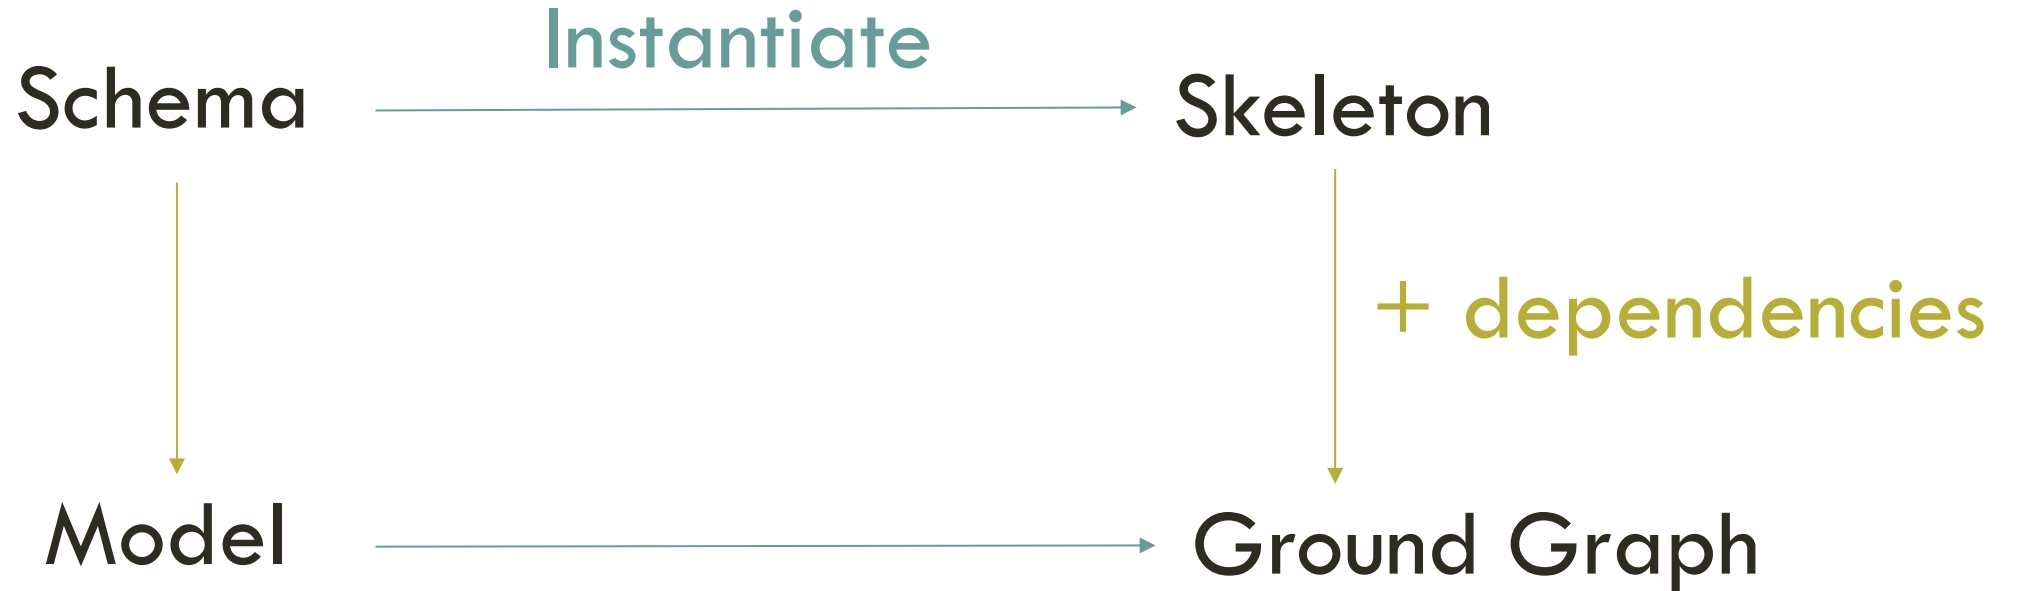 Instantiate
Schema
Skeleton
+ dependencies
Model
Ground Graph